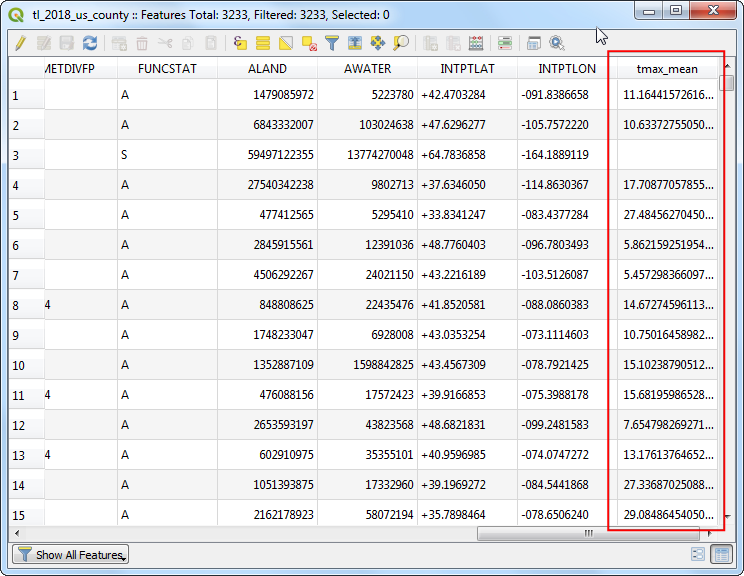 tl_2018_us_county :: Features Total: 3233, Filtered: 3233, Selected: 0
METDIVFP FUNCSTAT ALAND AWATER INTPTLAT INTPTLON tmax_mean
1 A 1479085972 5223780 +42.4703284 -091.8386658 11.16441572616...
2 A 6843332007 103024638 +47.6296277 -105.7572220 10.63372755050...
3 S 59497122355 13774270048 +64.7836858 -164.1889119
4 A 27540342238 9802713 +37.6346050 -114.8630367 17.70877057855...
5 A 477412565 5295410 +33.8341247 -083.4377284 27.48456270450...
6 A 2845915561 12391036 +48.7760403 -096.7803493 5.862159251954...
7 A 4506292267 24021150 +43.2216189 -103.5126087 5.457298366097...
8 4 A 848808625 22435476 +41.8520581 -088.0860383 14.67274596113...
9 A 1748233047 6928008 +43.0353254 -073.1114603 10.75016458982...
10 A 1352887109 1598842825 +43.4567309 -078.7921425 15.10238790512...
11 4 A 476088156 17572423 +39.9166853 -075.3988178 15.68195986528...
12 A 2653593197 43823568 +48.6821831 -099.2481583 7.654798269271...
13 4 A 602910975 35355101 +40.9596985 -074.0747272 13.17613764652...
14 A 1051393875 17332960 +39.1969272 -084.5441868 27.33687025088...
15 A 2162178923 58072194 +35.7898464 -078.6506240 29.08486454050...
Show All Features